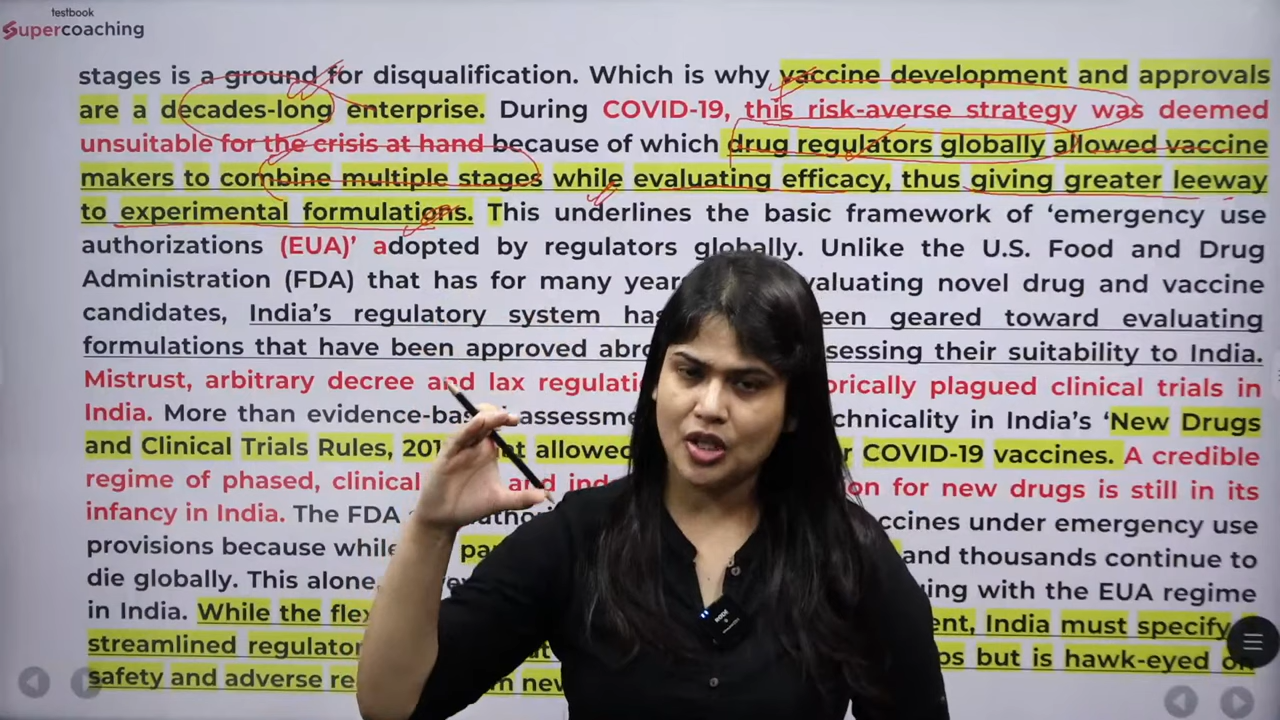 testbook
Supercoaching
stages is a ground for disqualification. Which is why vaccine development and approvals
are a decades-long enterprise. During COVID-19, this risk-averse strategy was deemed
unsuitable for the crisis at hand because of which drug regulators globally allowed vaccine
makers to combine multiple stages while evaluating efficacy, thus giving greater leeway
to experimental formulations. This underlines the basic framework of ‘emergency use
authorizations (EUA)’ adopted by regulators globally. Unlike the U.S. Food and Drug
Administration (FDA) that has for many years valuating novel drug and vaccine
candidates, India’s regulatory system has een geared toward evaluating
formulations that have been approved abro sessing their suitability to India.
Mistrust, arbitrary decree and lax regulati orically plagued clinical trials in
India. More than evidence-based assessme chnicality in India’s ‘New Drugs
and Clinical Trials Rules, 201 allowed COVID-19 vaccines. A credible
regime of phased, clinical and ind on for new drugs is still in its
infancy in India. The FDA autho ccines under emergency use
provisions because while pa and thousands continue to
die globally. This alone, ing with the EUA regime
in India. While the fle ent, India must specify
streamlined regulator ps but is hawk-eyed on
safety and adverse re m new